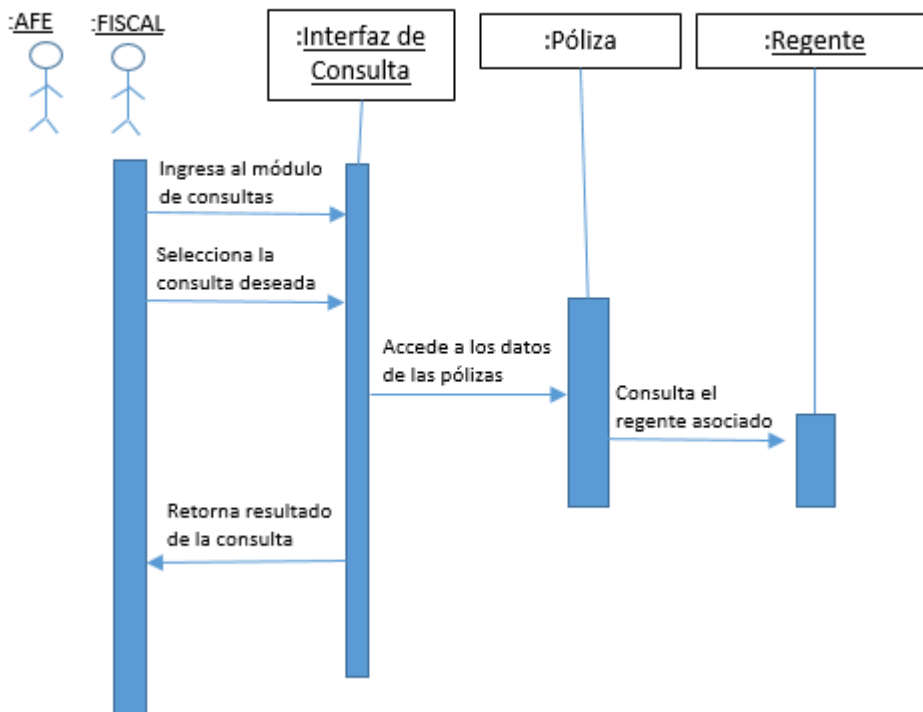 :AFE
:FISCAL
:Interfaz de
Consulta
:Póliza
:Regente
Ingresa al módulo
de consultas
Selecciona la
consulta deseada
Accede a los datos
de las pólizas
Consulta el
regente asociado
Retorna resultado
de la consulta